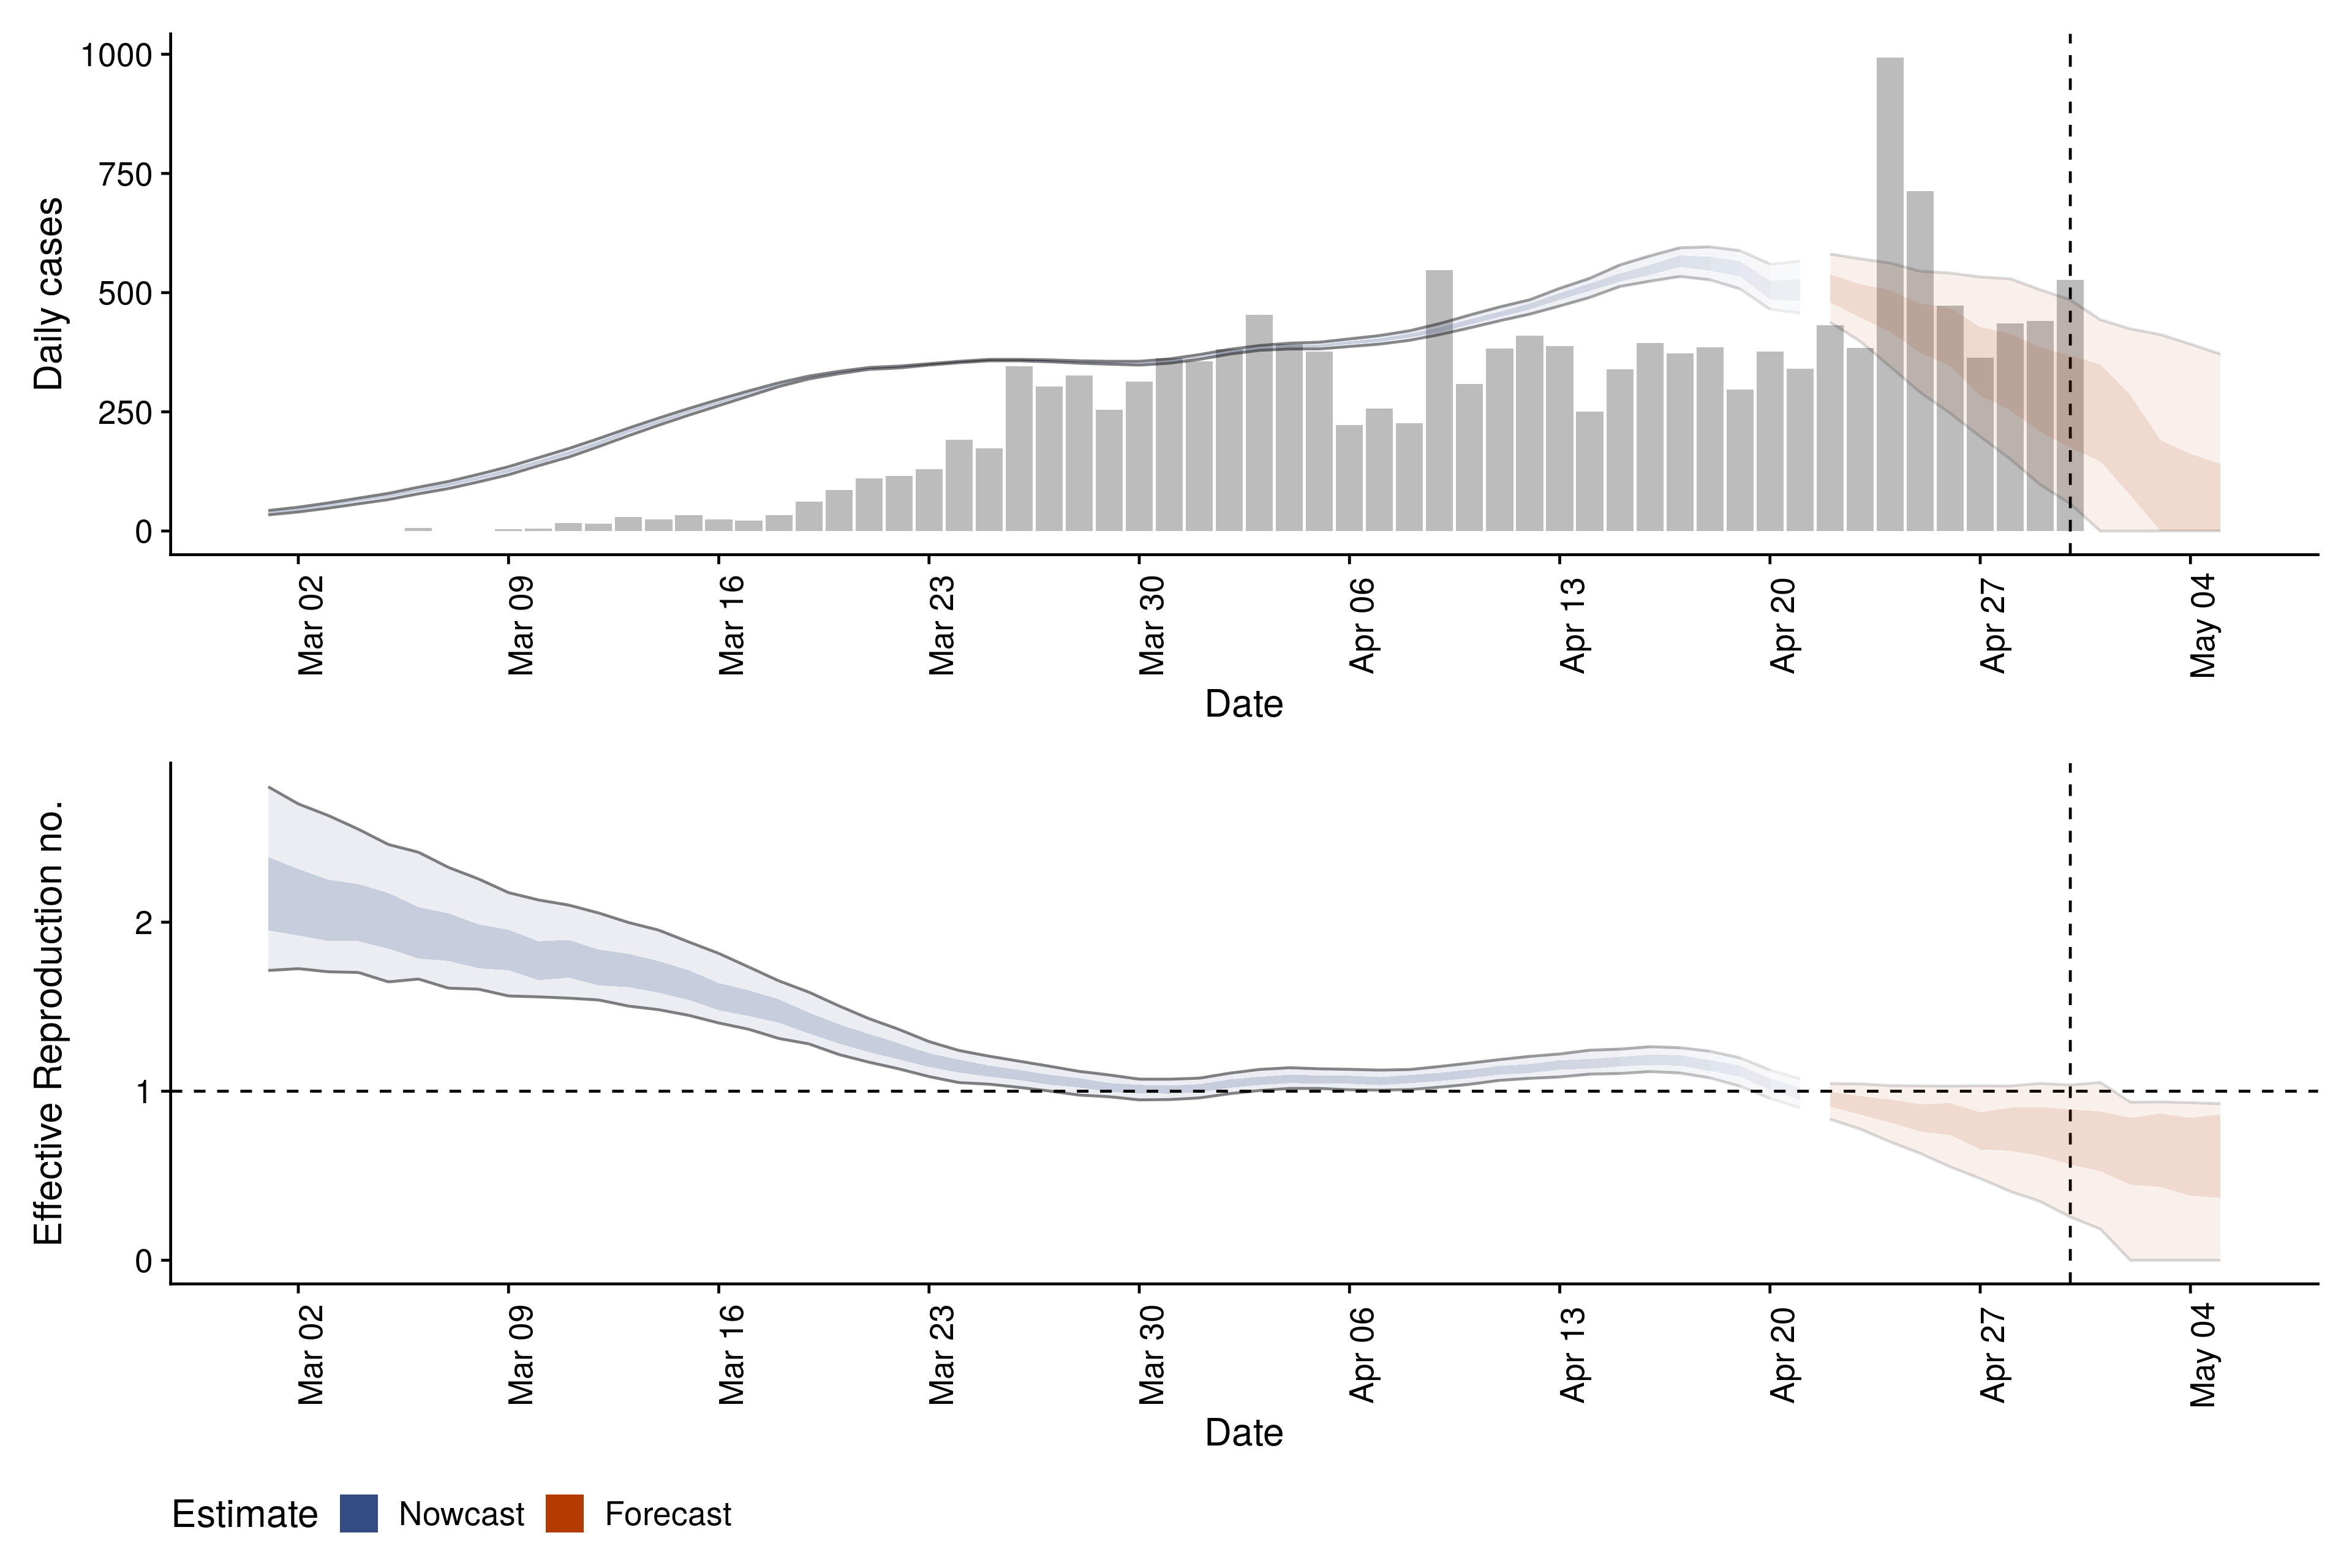 Daily cases
1000
750
500
250
0
Mar 02
Mar 09
Mar 16
Mar 23
Mar 30
Apr 06
Apr 13
Apr 20
Apr 27
May 04
Date
Effective Reproduction no.
2
1
0
Mar 02
Mar 09
Mar 16
Mar 23
Mar 30
Apr 06
Apr 13
Apr 20
Apr 27
May 04
Date
Estimate Nowcast Forecast